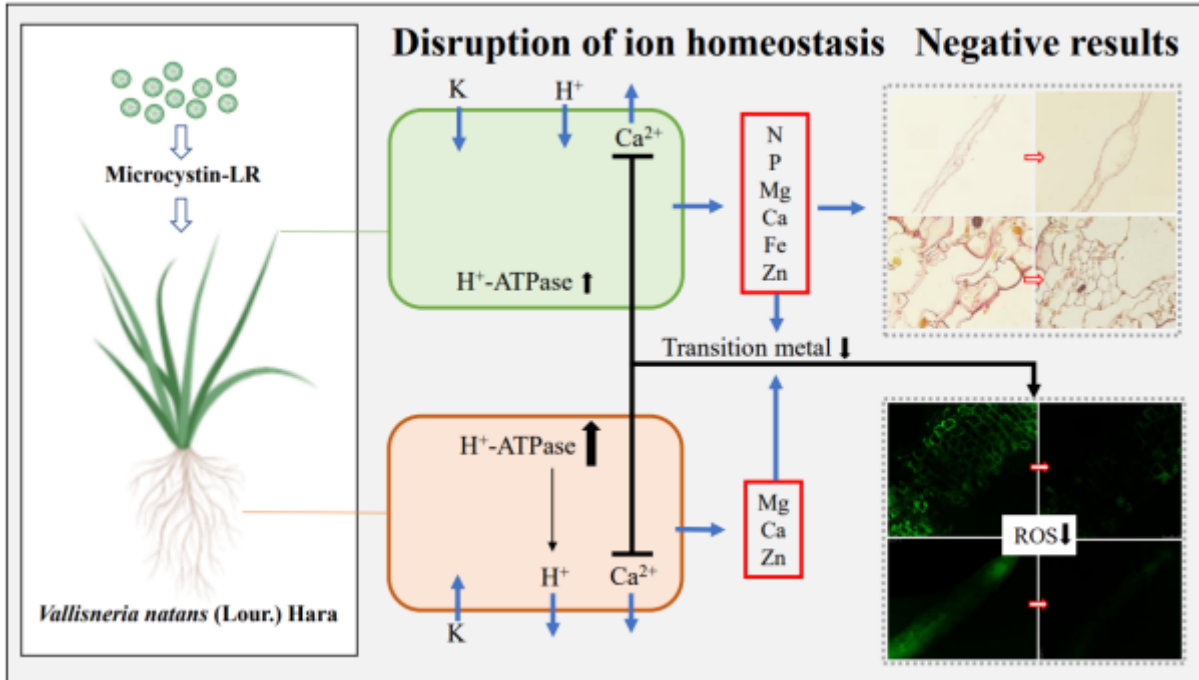 Disruption of ion homeostasis
Negative results
Microcystin-LR
Vallisneria natans (Lour.) Hara
K
H⁺
Ca²⁺
H⁺-ATPase
N
P
Mg
Ca
Fe
Zn
Transition metal
H⁺-ATPase
H⁺
Ca²⁺
K
Mg
Ca
Zn
ROS